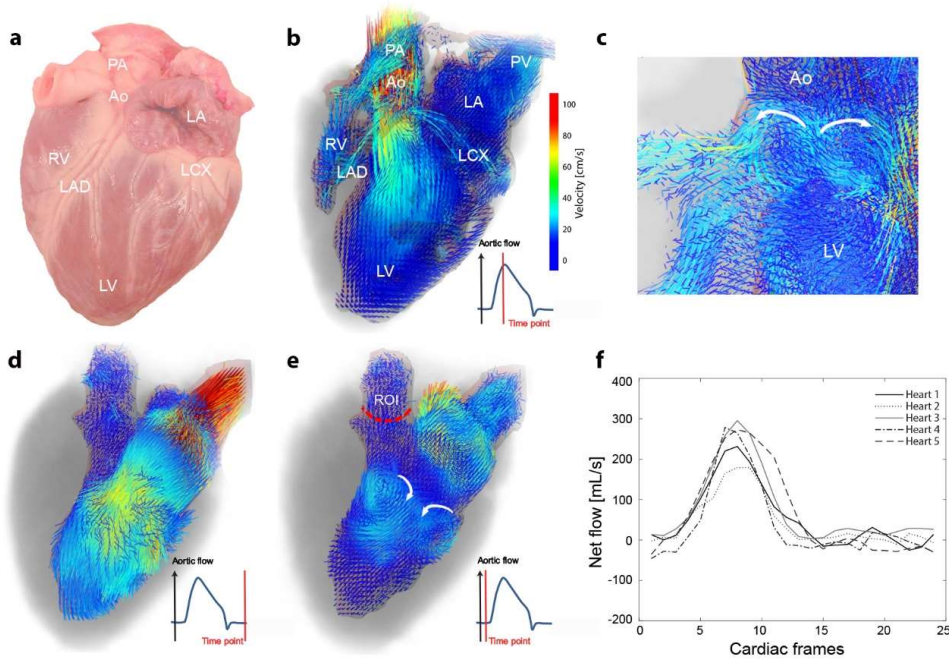 a
PA
Ao
LA
RV
LAD
LCX
LV
b
PA
PV
Ao
LA
RV
LCX
LAD
LV
100
80
60
40
20
0
Velocity [cm/s]
Aortic flow
Time point
c
Ao
LV
d
Aortic flow
Time point
e
ROI
Aortic flow
Time point
f
400
300
200
100
0
-100
-200
Net flow [mL/s]
Heart 1
Heart 2
Heart 3
Heart 4
Heart 5
0 5 10 15 20 25
Cardiac frames